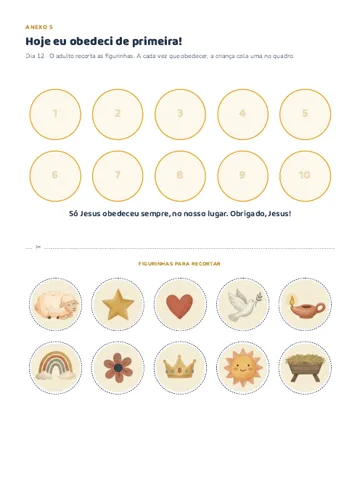 ANEXO 5
Hoje eu obedeci de primeira!
Dia 12 · O adulto recorta as figurinhas. A cada vez que obedecer, a criança cola uma no quadro.
1 2 3 4 5
6 7 8 9 10
Só Jesus obedeceu sempre, no nosso lugar. Obrigado, Jesus!
FIGURINHAS PARA RECORTAR